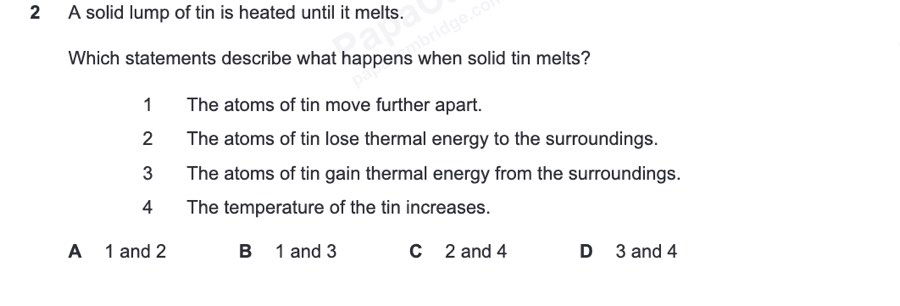 2 A solid lump of tin is heated until it melts.
Which statements describe what happens when solid tin melts?
1 The atoms of tin move further apart.
2 The atoms of tin lose thermal energy to the surroundings.
3 The atoms of tin gain thermal energy from the surroundings.
4 The temperature of the tin increases.
A 1 and 2 B 1 and 3 C 2 and 4 D 3 and 4